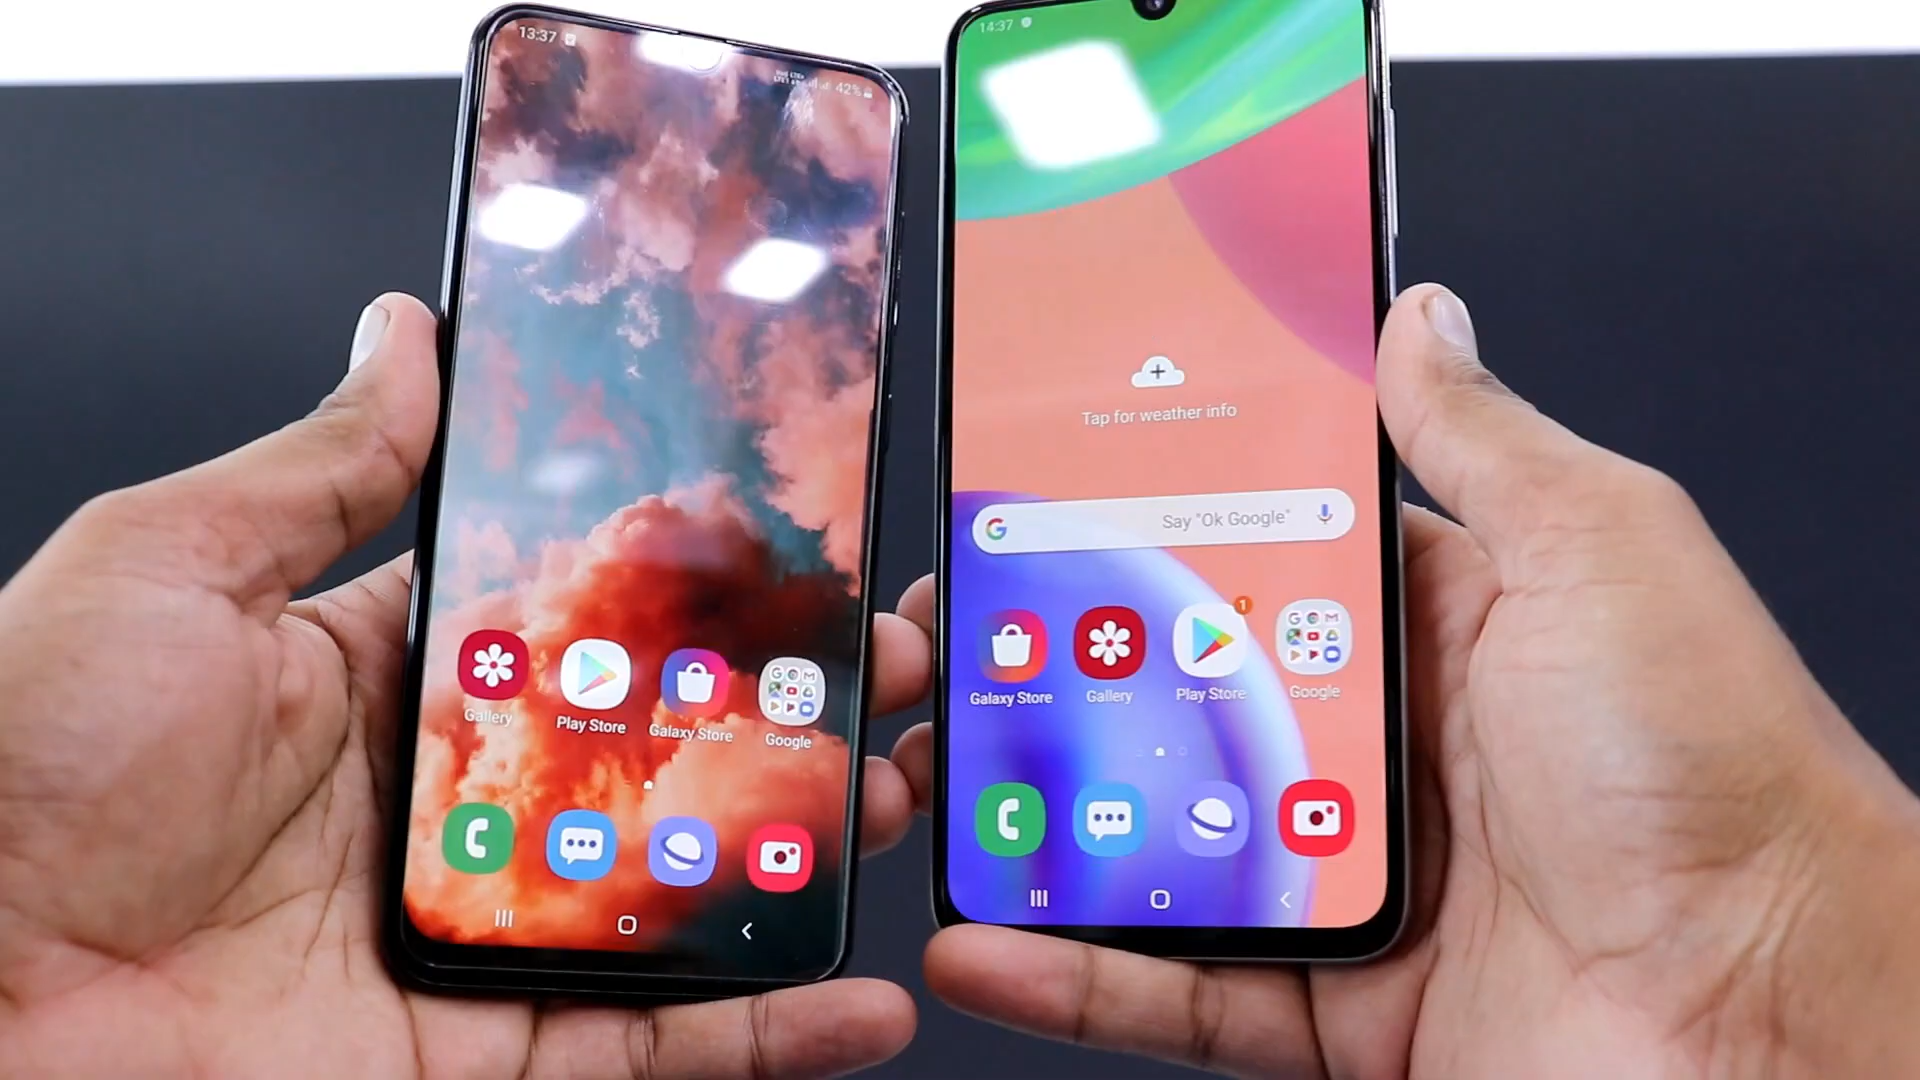 13:37
42%
Gallery
Play Store
Galaxy Store
Google
14:37
Tap for weather info
G
Say "Ok Google"
1
Galaxy Store
Gallery
Play Store
Google